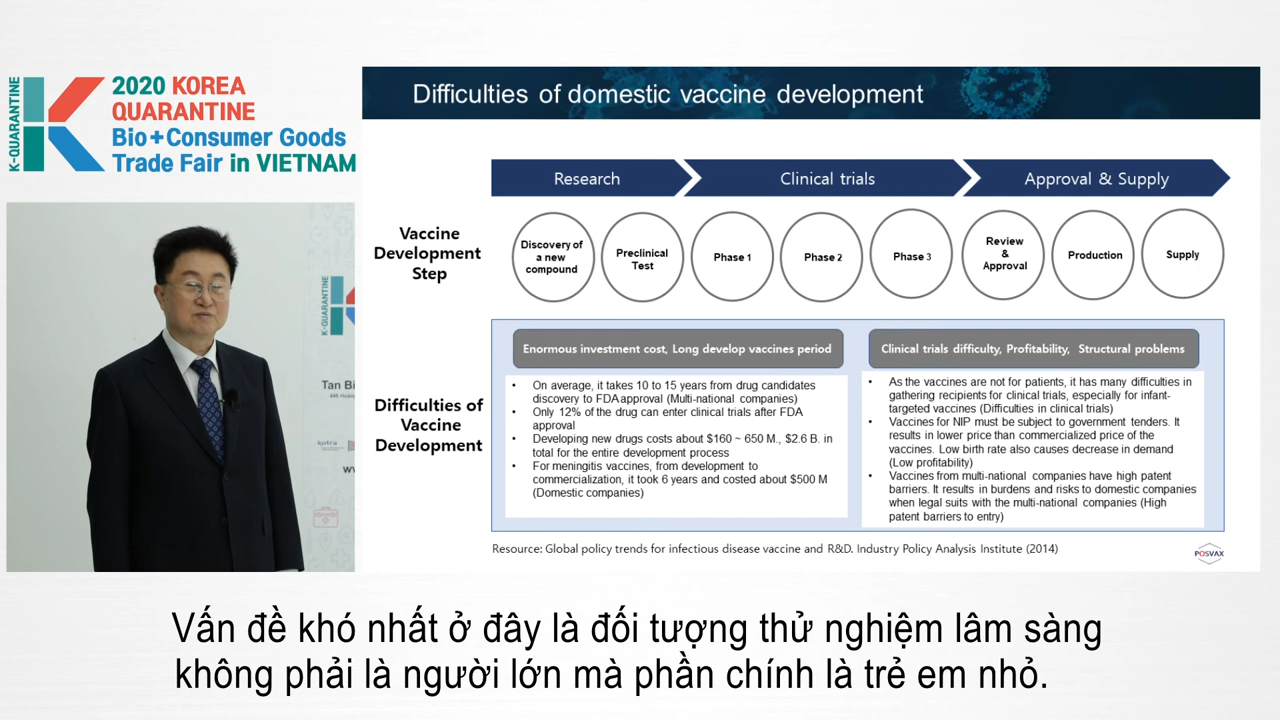 K-QUARANTINE
2020 KOREA
QUARANTINE
Bio+Consumer Goods
Trade Fair in VIETNAM
K-QUARANTINE
Tan Bi
kotra
Difficulties of domestic vaccine development
Research
Clinical trials
Approval & Supply
Vaccine
Development
Step
Discovery of
a new
compound
Preclinical
Test
Phase 1
Phase 2
Phase 3
Review
&
Approval
Production
Supply
Difficulties of
Vaccine
Development
Enormous investment cost, Long develop vaccines period
• On average, it takes 10 to 15 years from drug candidates
discovery to FDA approval (Multi-national companies)
• Only 12% of the drug can enter clinical trials after FDA
approval
• Developing new drugs costs about $160 ~ 650 M., $2.6 B. in
total for the entire development process
• For meningitis vaccines, from development to
commercialization, it took 6 years and costed about $500 M
(Domestic companies)
Clinical trials difficulty, Profitability, Structural problems
• As the vaccines are not for patients, it has many difficulties in
gathering recipients for clinical trials, especially for infant-
targeted vaccines (Difficulties in clinical trials)
• Vaccines for NIP must be subject to government tenders. It
results in lower price than commercialized price of the
vaccines. Low birth rate also causes decrease in demand
(Low profitability)
• Vaccines from multi-national companies have high patent
barriers. It results in burdens and risks to domestic companies
when legal suits with the multi-national companies (High
patent barriers to entry)
Resource: Global policy trends for infectious disease vaccine and R&D. Industry Policy Analysis Institute (2014)
POSVAX
Vấn đề khó nhất ở đây là đối tượng thử nghiệm lâm sàng
không phải là người lớn mà phần chính là trẻ em nhỏ.